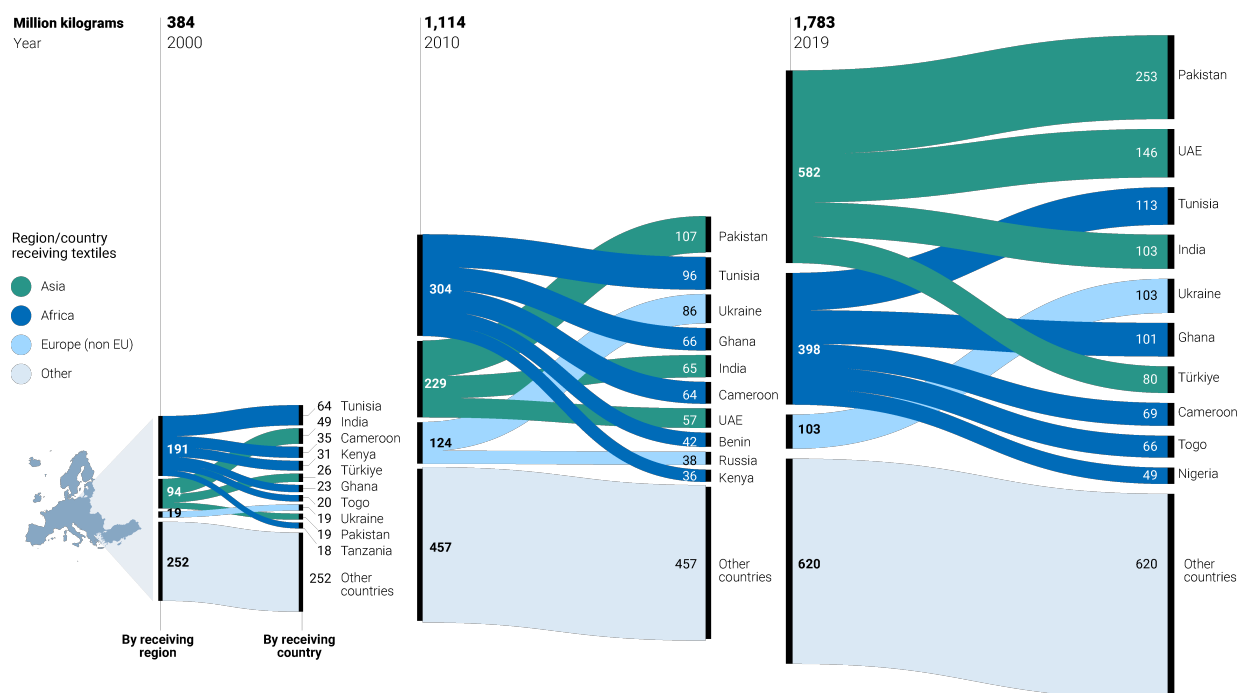 Million kilograms
Year
384
2000
1,114
2010
1,783
2019
Region/country
receiving textiles
Asia
Africa
Europe (non EU)
Other
191
94
19
252
64 Tunisia
49 India
35 Cameroon
31 Kenya
26 Türkiye
23 Ghana
20 Togo
19 Ukraine
19 Pakistan
18 Tanzania
252 Other
countries
By receiving
region
By receiving
country
304
229
124
457
107 Pakistan
96 Tunisia
86 Ukraine
66 Ghana
65 India
64 Cameroon
57 UAE
42 Benin
38 Russia
36 Kenya
457 Other
countries
582
398
103
620
253 Pakistan
146 UAE
113 Tunisia
103 India
103 Ukraine
101 Ghana
80 Türkiye
69 Cameroon
66 Togo
49 Nigeria
620 Other
countries